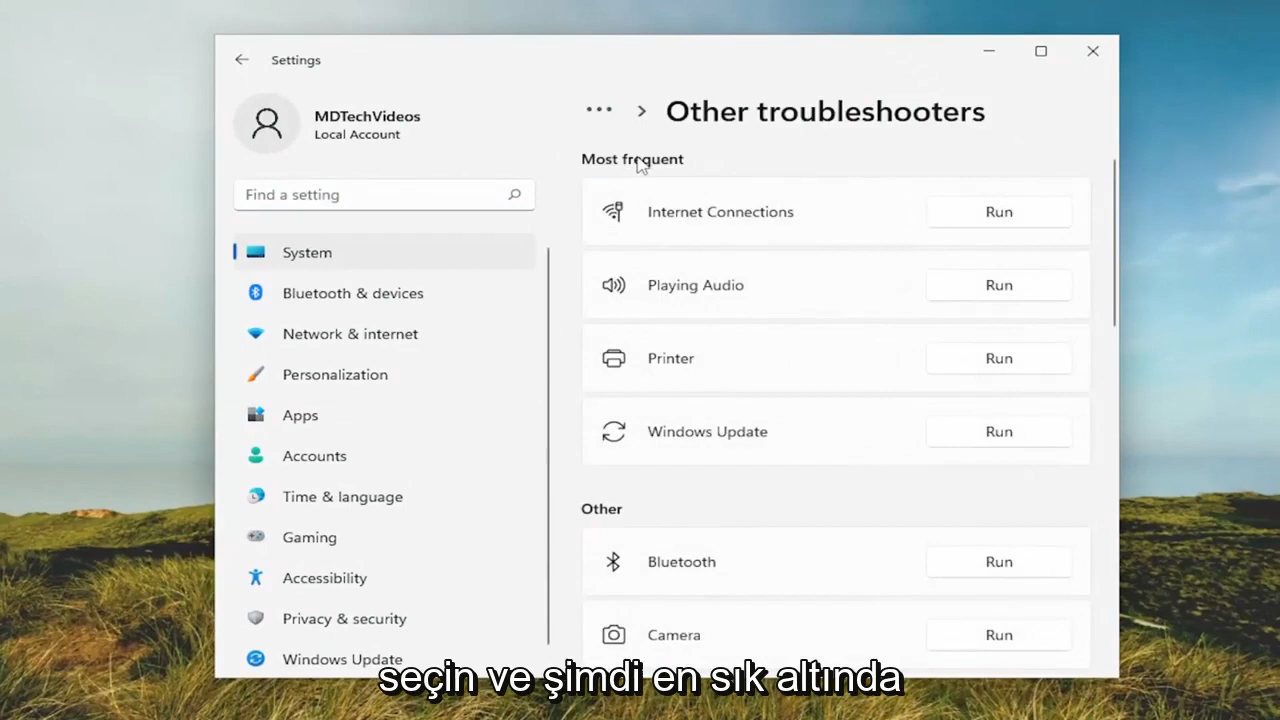 Settings
MDTechVideos
Local Account
Find a setting
System
Bluetooth & devices
Network & internet
Personalization
Apps
Accounts
Time & language
Gaming
Accessibility
Privacy & security
Windows Update
... > Other troubleshooters
Most frequent
Internet Connections Run
Playing Audio Run
Printer Run
Windows Update Run
Other
Bluetooth Run
Camera Run
seçin ve şimdi en sık altında